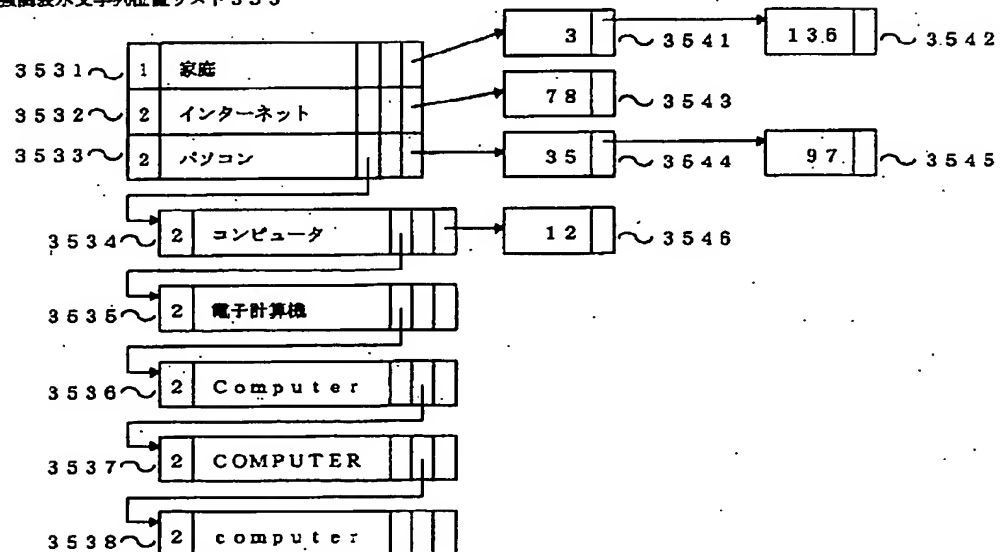 3 3541 136 3542
3531 1 家庭
3532 2 インターネット 78 3543
3533 2 パソコン 35 3544 97 3545
3534 2 コンピュータ 12 3546
3535 2 電子計算機
3536 2 Computer
3537 2 COMPUTER
3538 2 computer